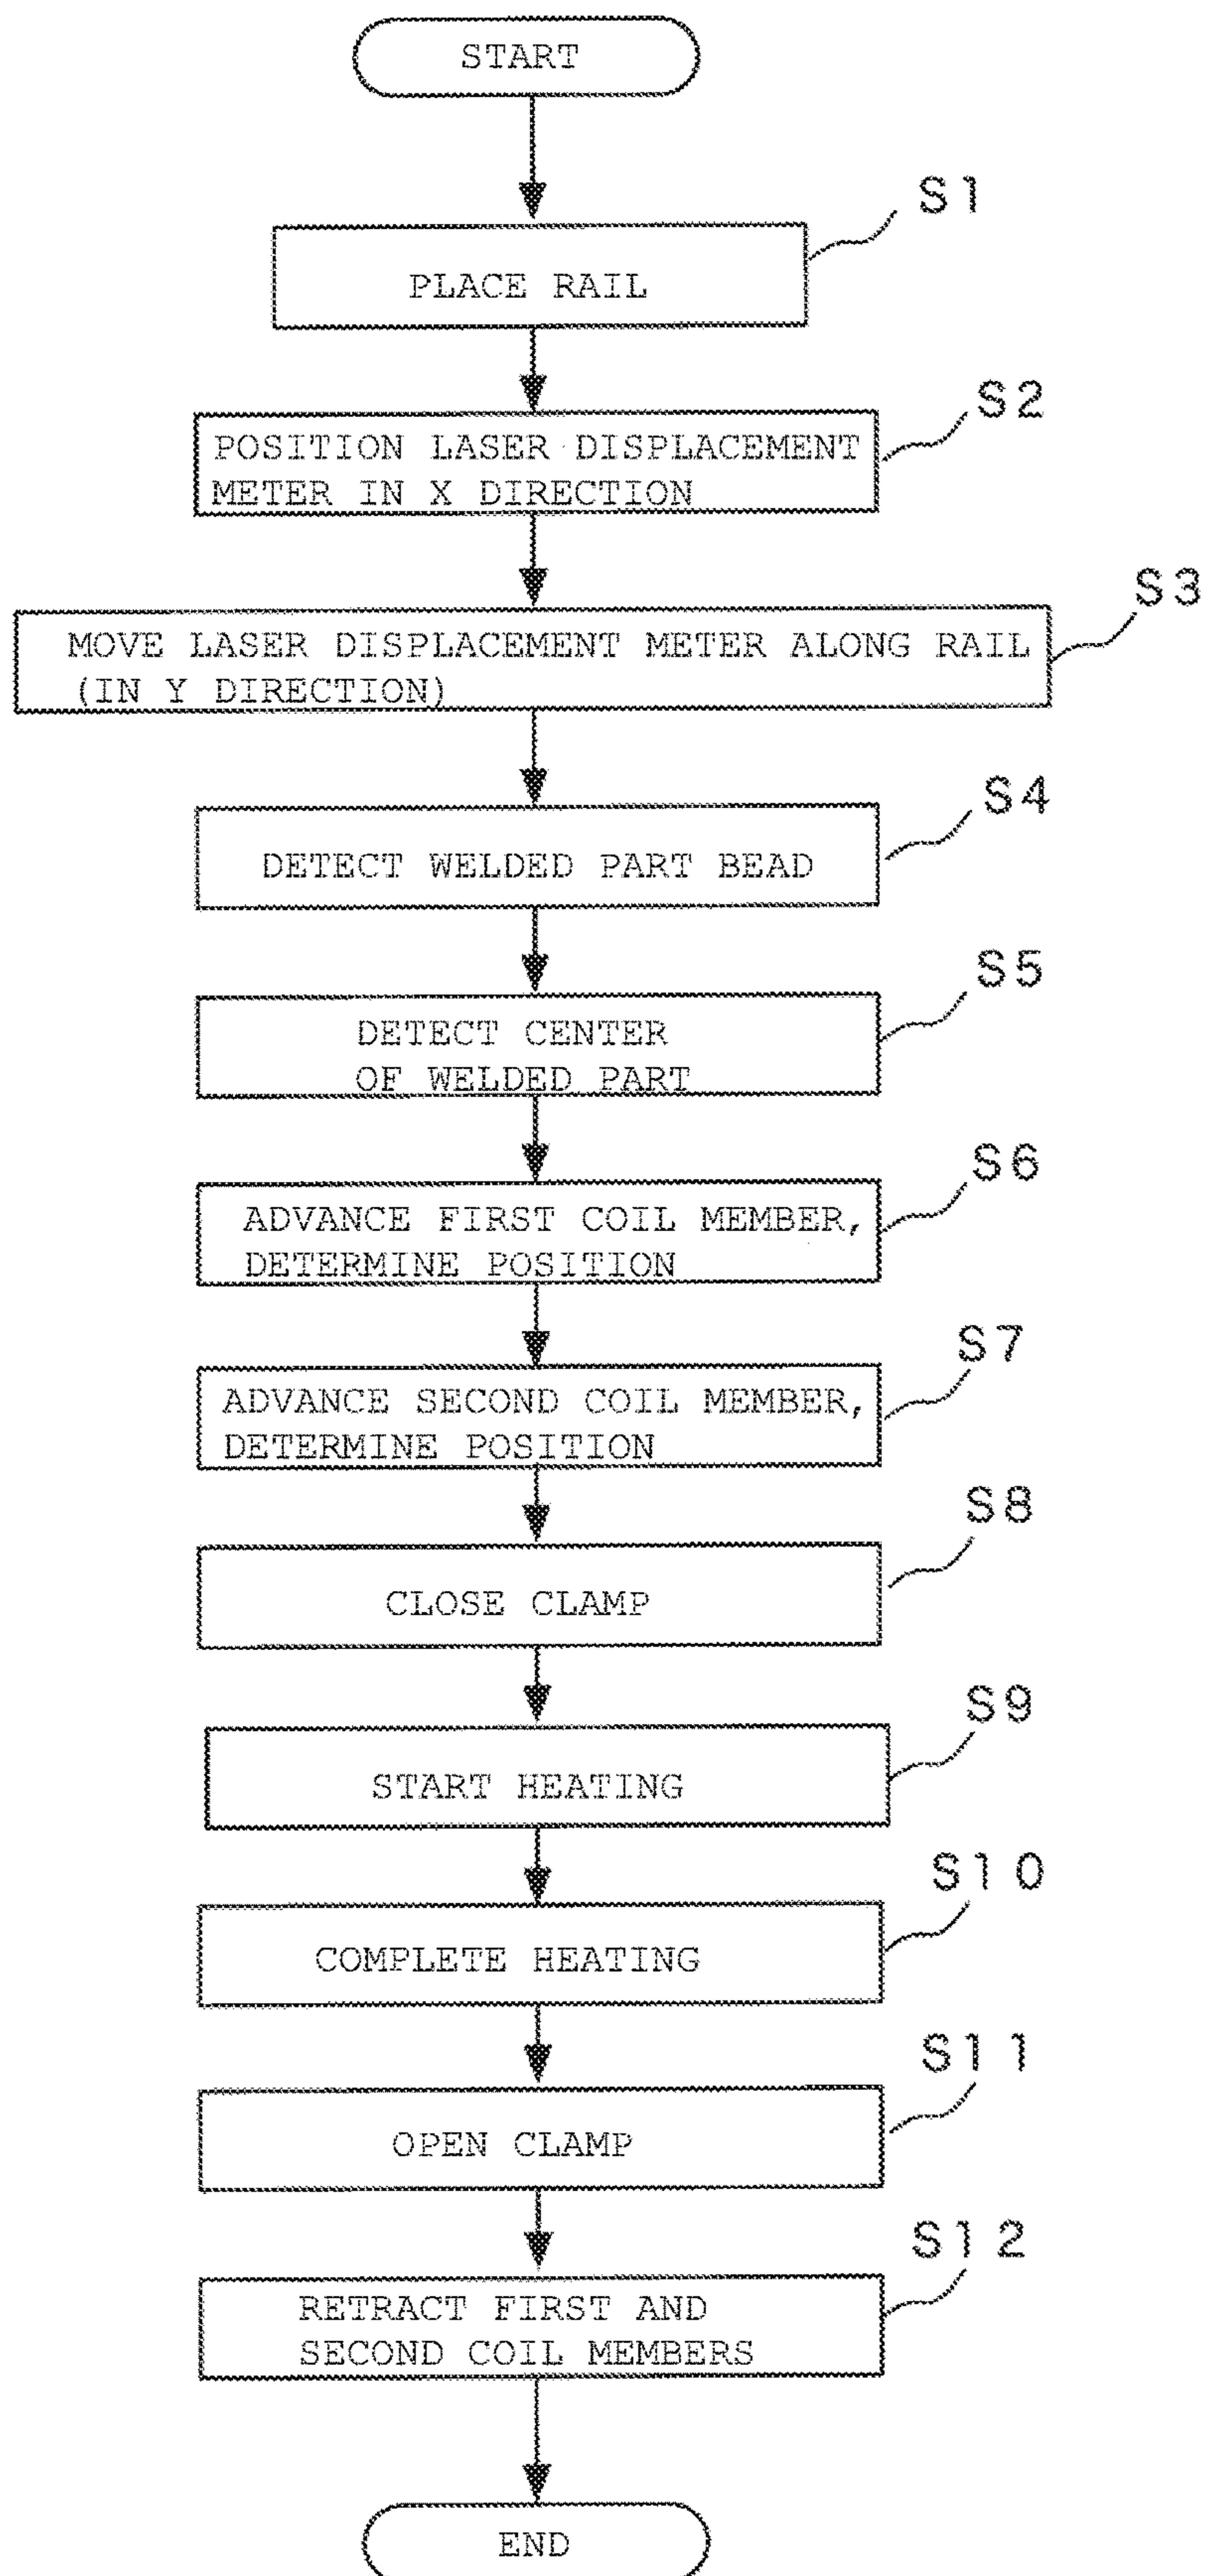 START
S1
PLACE RAIL
S2
POSITION LASER DISPLACEMENT
METER IN X DIRECTION
S3
MOVE LASER DISPLACEMENT METER ALONG RAIL
(IN Y DIRECTION)
S4
DETECT WELDED PART BEAD
S5
DETECT CENTER
OF WELDED PART
S6
ADVANCE FIRST COIL MEMBER,
DETERMINE POSITION
S7
ADVANCE SECOND COIL MEMBER,
DETERMINE POSITION
S8
CLOSE CLAMP
S9
START HEATING
S10
COMPLETE HEATING
S11
OPEN CLAMP
S12
RETRACT FIRST AND
SECOND COIL MEMBERS
END